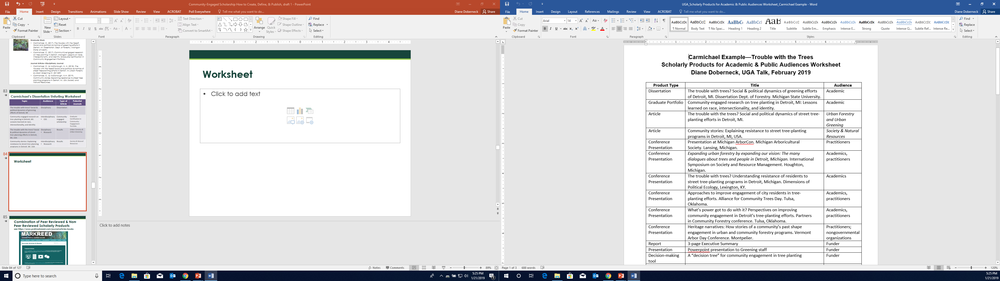 Community-Engaged Scholarship How to Create, Define, & Publish, draft 1 - PowerPoint
File Home Insert Design Transitions Animations Slide Show Review View ACROBAT Poll Everywhere Tell me what you want to do...
Diane Doberneck Share
Paste
Cut
Copy
Format Painter
Clipboard
New
Slide
Layout
Reset
Section
Slides
Font
Text Direction
Align Text
Convert to SmartArt
Paragraph
Arrange
Quick
Styles
Shape Fill
Shape Outline
Shape Effects
Drawing
Find
Replace
Select
Editing
Graduate Work
• Carmichael, C. (2017). The trouble with the trees?
Social and political dynamics of greening efforts in
Detroit, MI. Dissertation. Dept. of Forestry, Michigan
State University.
• Carmichael, C. (2017). Community-engaged research
on tree planting in Detroit, Michigan: Lessons on race,
intersectionality, and identity. Graduate Certification in
Community Engagement Portfolio.
Journal Article—Disciplinary Journal
• Carmichael, C., & McDonough, M. H. (2018). The
trouble with the trees? Social and political dynamics of
street tree-planting efforts in Detroit, MI. Urban Forestry
& Urban Greening 31, 221-229.
• Carmichael, C., & McDonough, M.H. (2019).
Community stories: Explaining resistance to street tree
planting programs in Detroit, MI, USA. Society and
Natural Resources.
83
Carmichael's Dissertation Unfurling Worksheet
Topic Audience Type of Article Potential Journals
The trouble with trees? Social &
political dynamics of greening
efforts of Detroit, MI
Disciplinary
Dissertation
Community engaged research on
tree planting in Detroit, MI:
Lessons learned on race,
intersectionality, and identity
Interdisciplinary
• CES
Community
engaged
scholarship
Graduate
Certification in
Community
Engagement
Portfolio
The trouble with the trees? Social
& political dynamics of street
tree planting efforts in Detroit,
MI, USA
Disciplinary
• Research
Results
Urban Forestry &
Urban Greening
Community stories: Explaining
resistance to street tree planting
programs in Detroit, MI, USA
Interdisciplinary
• Research
Results
Society & Natural
Resources
84
Worksheet
85
Combination of Peer Reviewed & Non-
Peer Reviewed Scholarly Products
see https://www.profmarkreed.com/journal-articles-books
MARKREED
Journals Articles & Books
Worksheet
• Click to add text
Click to add notes
Slide 84 of 127
Notes Comments 89%
UGA_Scholarly Products for Academic & Public Audiences Worksheet_Carmichael Example - Word
File Home Insert Design Layout References Mailings Review View ACROBAT Tell me what you want to do...
Diane Doberneck Share
Paste
Cut
Copy
Format Painter
Clipboard
Arial 14
Font
Paragraph
AaBbCcDc AaBbCcD AaBbCcDc AaBbC AaBbCcl AaB AaBbCcD AaBbCcDc AaBbCcDc AaBbCcDc AaBbCcDc AaBbCcDc AaBbCcDc AaBbCcDc AaBbCcDc
¶ Normal Body Text ¶ No Spac... Heading 1 Heading 2 Title Subtitle Subtle Em... Emphasis Intense E... Strong Quote Intense Q... Subtle Ref... Intense Re...
Styles
Find
Replace
Select
Editing
Carmichael Example—Trouble with the Trees
Scholarly Products for Academic & Public Audiences Worksheet
Diane Doberneck, UGA Talk, February 2019
Product Type Title Audience
Dissertation
The trouble with trees? Social & political dynamics of greening efforts
of Detroit, MI. Dissertation Dept. of Forestry. Michigan State University.
Academic
Graduate Portfolio
Community-engaged research on tree planting in Detroit, MI: Lessons
learned on race, intersectionality, and identity.
Academic
Article
The trouble with the trees? Social and political dynamics of street tree-
planting efforts in Detroit, MI.
Urban Forestry
and Urban
Greening
Article
Community stories: Explaining resistance to street tree-planting
programs in Detroit, MI, USA.
Society & Natural
Resources
Conference
Presentation
Presentation at Michigan ArborCon. Michigan Arboricultural
Society. Lansing, Michigan.
Practitioners
Conference
Presentation
Expanding urban forestry by expanding our vision: The many
dialogues about trees and people in Detroit, Michigan. International
Symposium on Society and Resource Management. Houghton,
Michigan.
Academics,
practitioners
Conference
Presentation
The trouble with trees? Understanding resistance of residents to
street tree-planting programs in Detroit, Michigan. Dimensions of
Political Ecology, Lexington, KY.
Academics
Conference
Presentation
Approaches to improve engagement of city residents in tree-
planting efforts. Alliance for Community Trees Day. Tulsa,
Oklahoma.
Academics,
practitioners
Conference
Presentation
What's power got to do with it? Perspectives on improving
community engagement in Detroit's tree-planting efforts. Partners
in Community Forestry conference. Tulsa, Oklahoma.
Academics,
practitioners
Conference
Presentation
Heritage narratives: How stories of a community's past shape
engagement in urban and community forestry programs. Vermont
Arbor Day Conference. Montpelier.
Practitioners;
nongovernmental
organizations
Report 3-page Executive Summary Funder
Presentation Powerpoint presentation to Greening staff Funder
Decision-making
tool
A “decision tree” for community engagement in tree planting
Funder
Page 1 of 3 688 words 120%
Type here to search
5:25 PM
1/21/2019
5:25 PM
1/21/2019